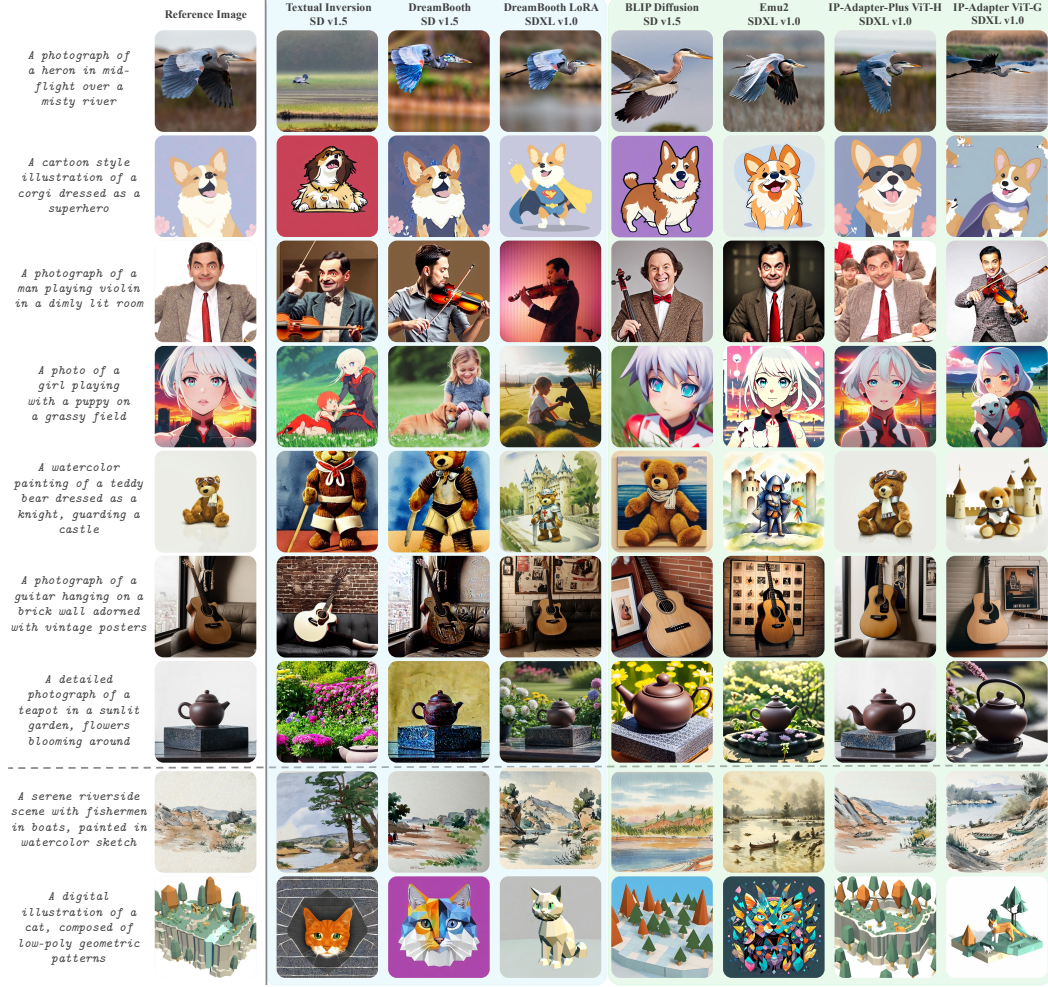 Reference Image
Textual Inversion
SD v1.5
DreamBooth
SD v1.5
DreamBooth LoRA
SDXL v1.0
BLIP Diffusion
SD v1.5
Emu2
SDXL v1.0
IP-Adapter-Plus ViT-H
SDXL v1.0
IP-Adapter ViT-G
SDXL v1.0
A photograph of
a heron in mid-
flight over a
misty river
A cartoon style
illustration of a
corgi dressed as a
superhero
A photograph of a
man playing violin
in a dimly lit room
A photo of a
girl playing
with a puppy on
a grassy field
A watercolor
painting of a teddy
bear dressed as a
knight, guarding a
castle
A photograph of a
guitar hanging on a
brick wall adorned
with vintage posters
A detailed
photograph of a
teapot in a sunlit
garden, flowers
blooming around
A serene riverside
scene with fishermen
in boats, painted in
watercolor sketch
A digital
illustration of a
cat, composed of
low-poly geometric
patterns